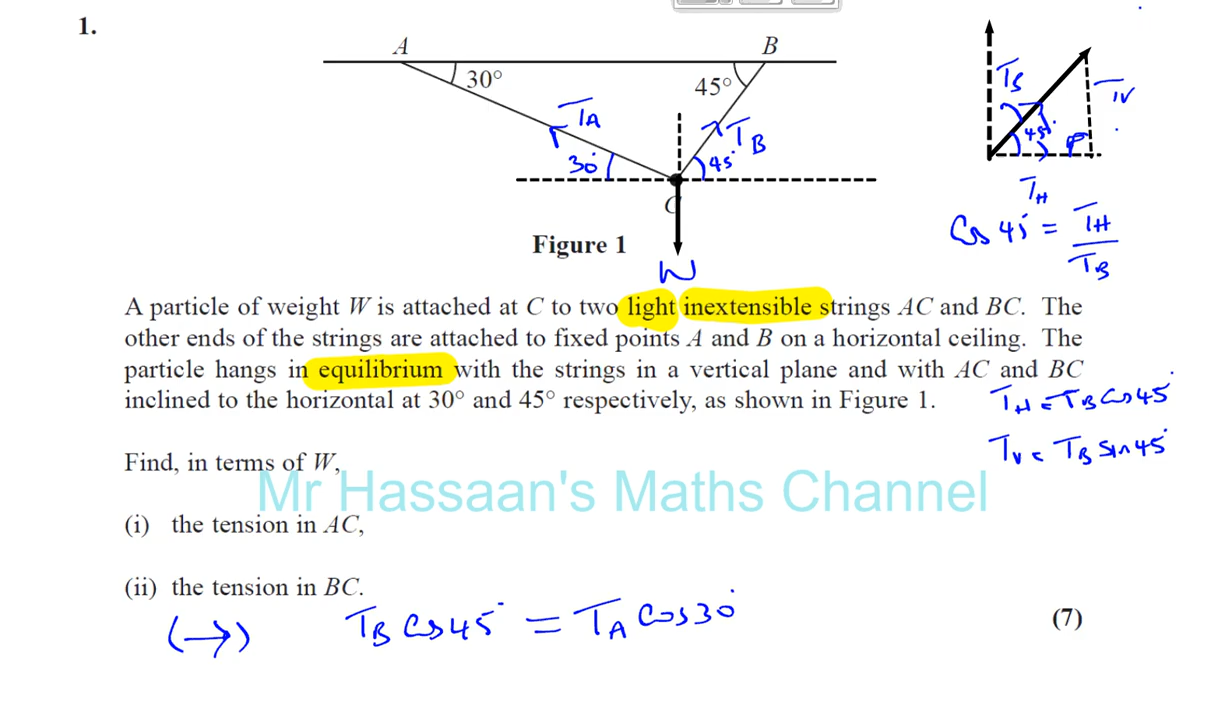 1.
A
B
30°
45°
TA
TB
30°
45°
C
W
Figure 1
TB
45°
TV
TH
Cos 45 = TH / TB
A particle of weight W is attached at C to two light inextensible strings AC and BC. The
other ends of the strings are attached to fixed points A and B on a horizontal ceiling. The
particle hangs in equilibrium with the strings in a vertical plane and with AC and BC
inclined to the horizontal at 30° and 45° respectively, as shown in Figure 1.
TH = TB Cos 45°
TV = TB Sin 45°
Find, in terms of W,
Mr Hassaan's Maths Channel
(i) the tension in AC,
(ii) the tension in BC.
(7)
(→) TB Cos 45° = TA Cos 30°